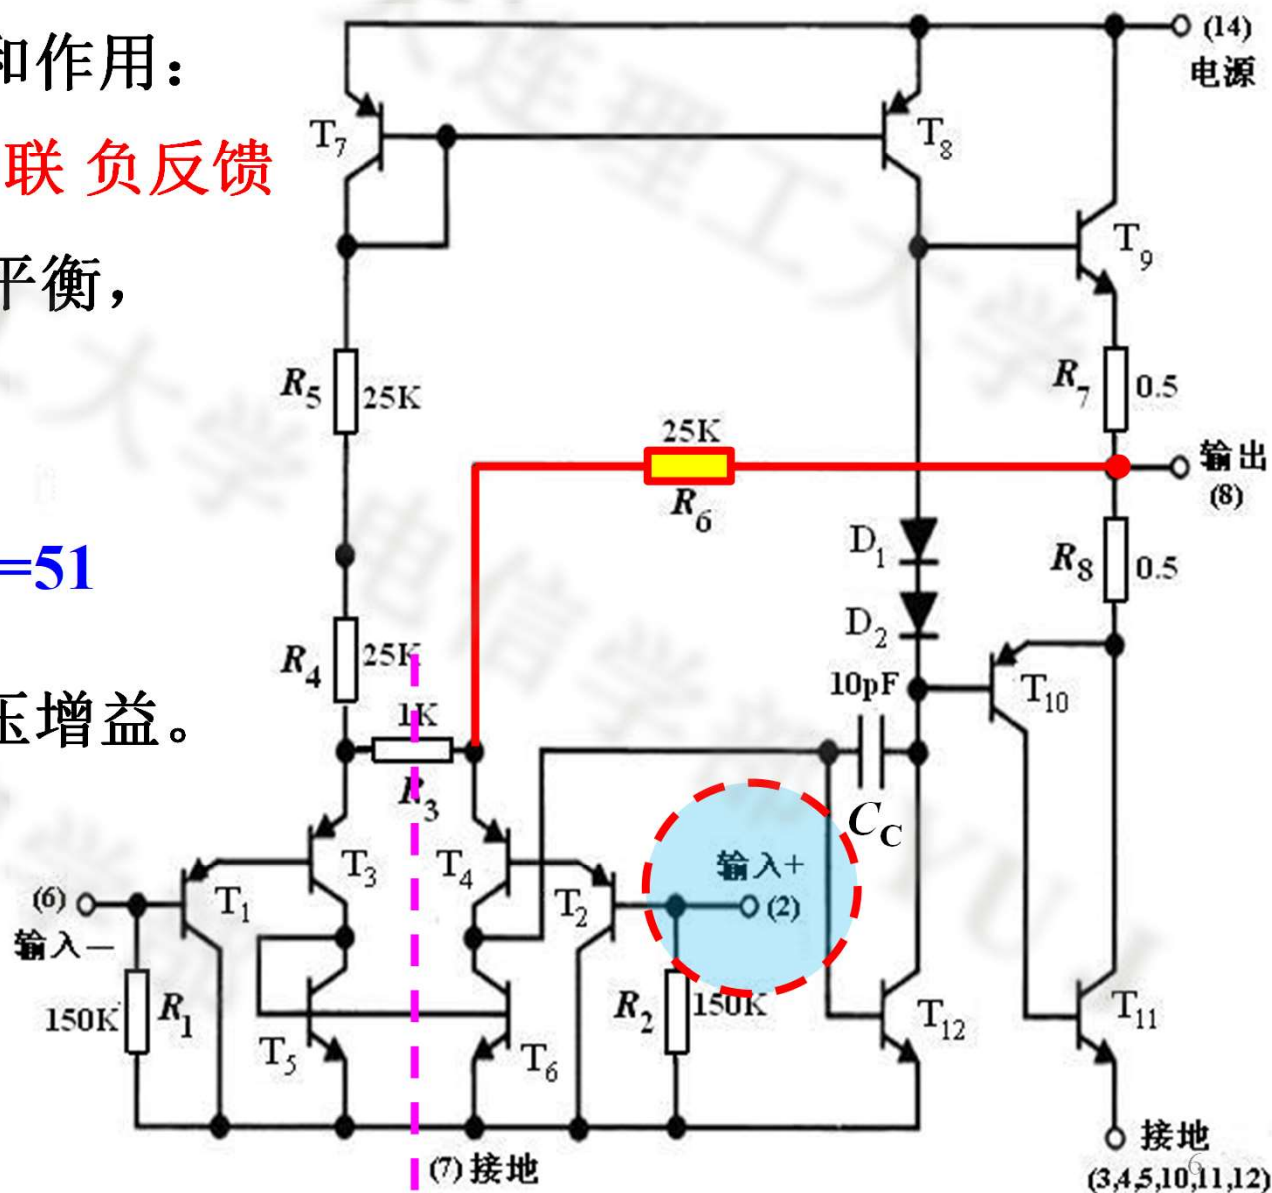 和作用：
联 负反馈
平衡，
=51
压增益。
(14)
电源
T7
T8
T9
R5
25K
R7
0.5
25K
R6
输出
(8)
D1
R8
0.5
D2
R4
25K
10pF
T10
1K
R3
CC
T3
T4
输入+
(6)
T1
T2
(2)
输入－
150K
R1
R2
150K
T12
T11
T5
T6
(7)接地
接地
(3,4,5,10,11,12)
6